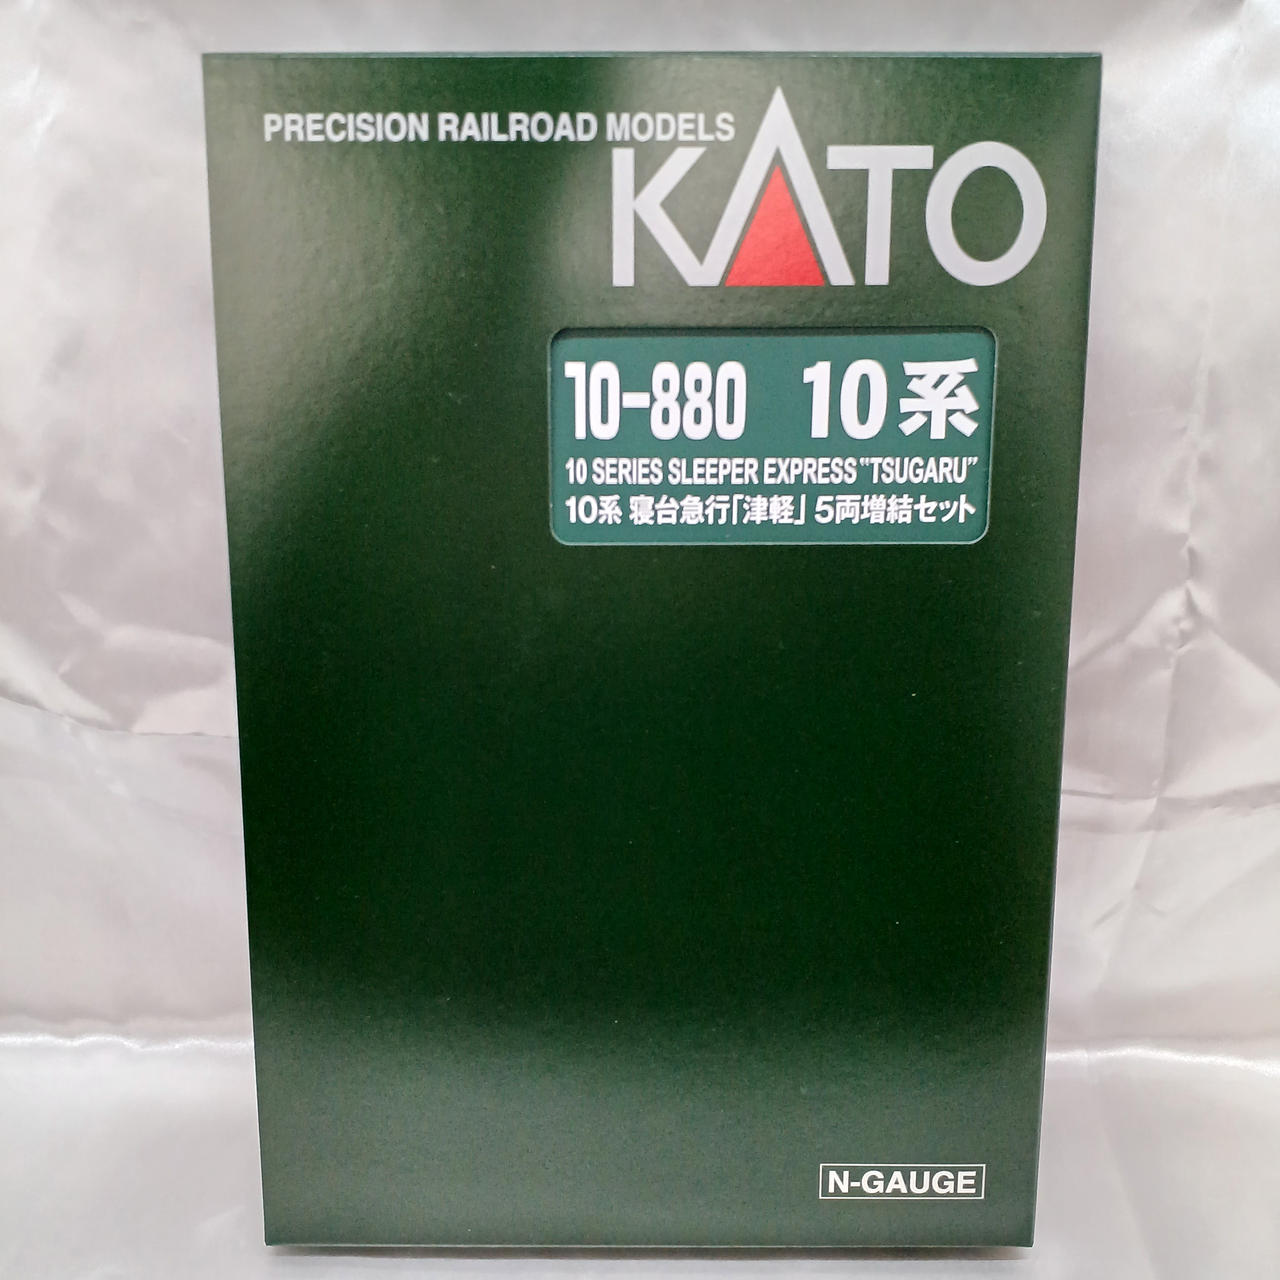 PRECISION RAILROAD MODELS
KATO
10-880 10系
10 SERIES SLEEPER EXPRESS "TSUGARU"
10系 寝台急行「津軽」 5両増結セット
N-GAUGE